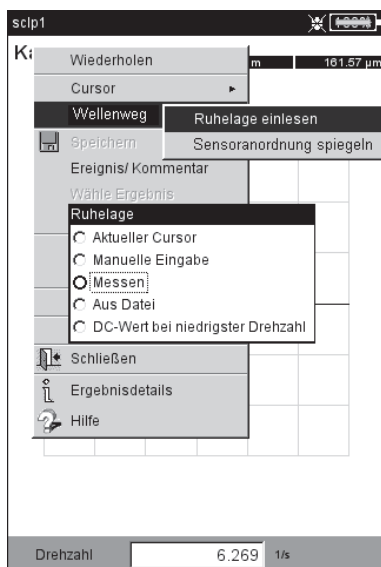 sclp1
100%
Wiederholen
m 161.57 µm
Cursor
Wellenweg
Ruhelage einlesen
Speichern
Sensoranordnung spiegeln
Ereignis/ Kommentar
Wähle Ergebnis
Ruhelage
Aktueller Cursor
Manuelle Eingabe
Messen
Aus Datei
DC-Wert bei niedrigster Drehzahl
Schließen
Ergebnisdetails
Hilfe
Drehzahl 6.269 1/s